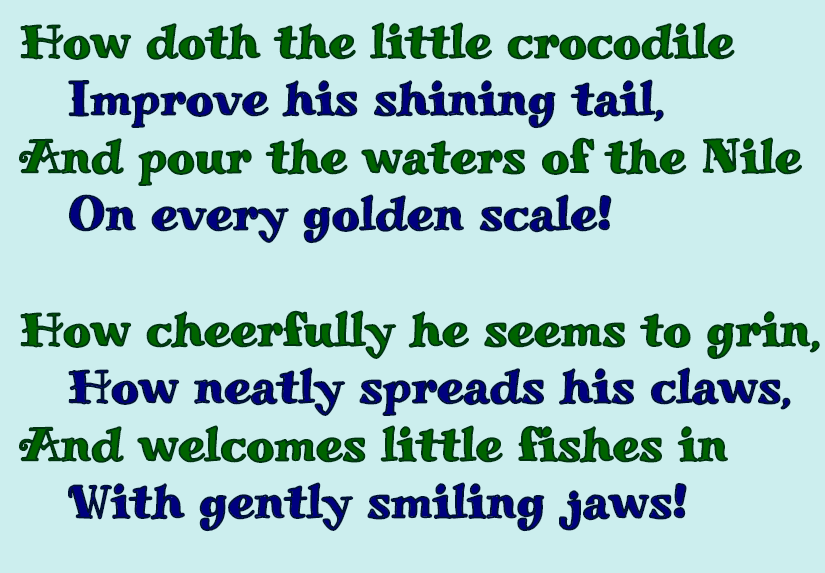 How doth the little crocodile
Improve his shining tail,
And pour the waters of the Nile
On every golden scale!
How cheerfully he seems to grin,
How neatly spreads his claws,
And welcomes little fishes in
With gently smiling jaws!